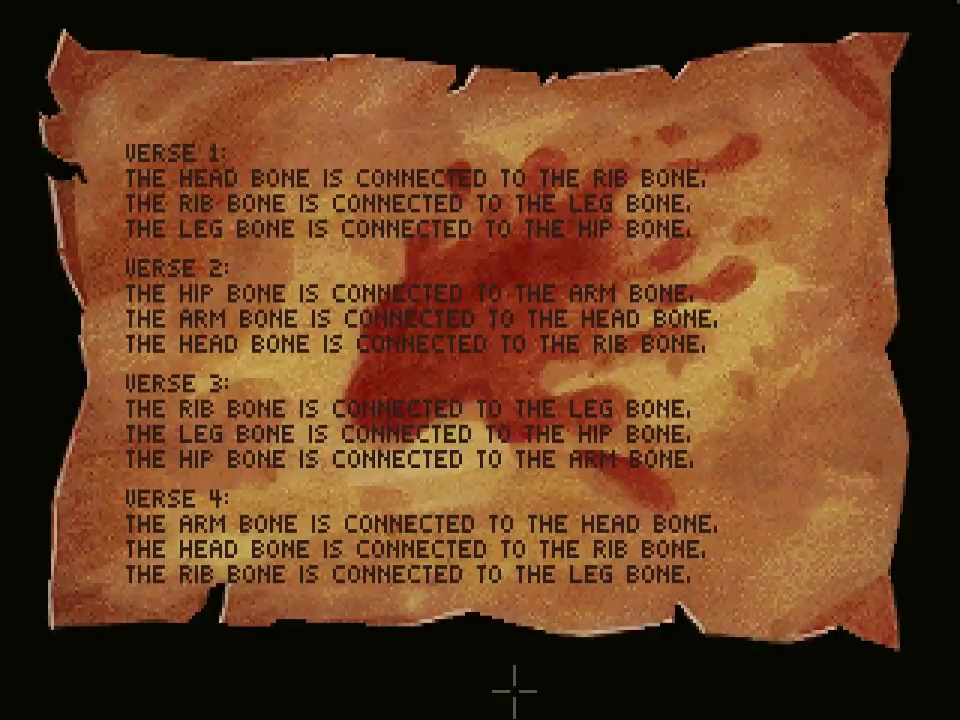 VERSE 1:
THE HEAD BONE IS CONNECTED TO THE RIB BONE.
THE RIB BONE IS CONNECTED TO THE LEG BONE.
THE LEG BONE IS CONNECTED TO THE HIP BONE.
VERSE 2:
THE HIP BONE IS CONNECTED TO THE ARM BONE.
THE ARM BONE IS CONNECTED TO THE HEAD BONE.
THE HEAD BONE IS CONNECTED TO THE RIB BONE.
VERSE 3:
THE RIB BONE IS CONNECTED TO THE LEG BONE.
THE LEG BONE IS CONNECTED TO THE HIP BONE.
THE HIP BONE IS CONNECTED TO THE ARM BONE.
VERSE 4:
THE ARM BONE IS CONNECTED TO THE HEAD BONE.
THE HEAD BONE IS CONNECTED TO THE RIB BONE.
THE RIB BONE IS CONNECTED TO THE LEG BONE.